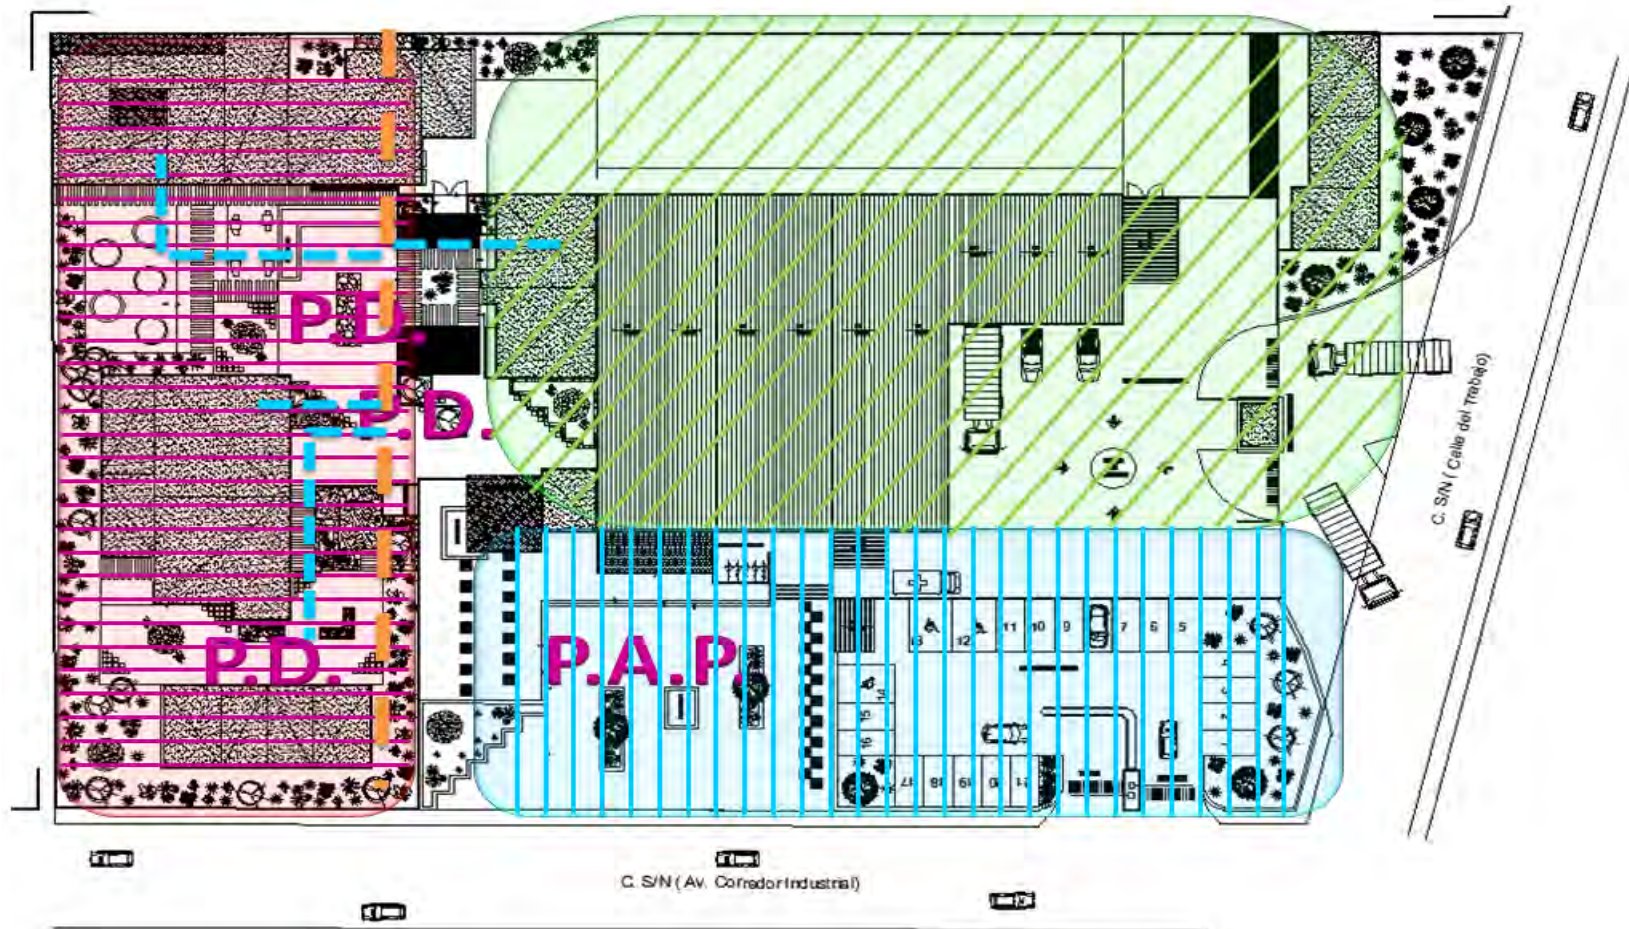 P.D.
P.D.
P.D.
P.A.P.
13
12
11
10
9
7
6
5
14
15
16
17
18
19
20
21
C. S/N ( Calle del Trabajo)
C. S/N ( Av. Corredor Industrial)